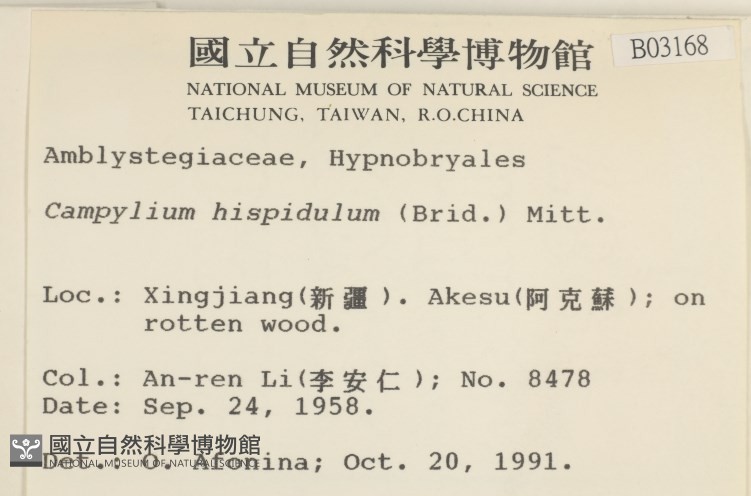 國立自然科學博物館
B03168
NATIONAL MUSEUM OF NATURAL SCIENCE
TAICHUNG, TAIWAN, R.O.CHINA
Amblystegiaceae, Hypnobryales
Campylium hispidulum (Brid.) Mitt.
Loc.: Xingjiang(新疆). Akesu(阿克蘇); on
rotten wood.
Col.: An-ren Li(李安仁); No. 8478
Date: Sep. 24, 1958.
國立自然科學博物館
NATIONAL MUSEUM OF NATURAL SCIENCE
Det.: O. Afonina; Oct. 20, 1991.